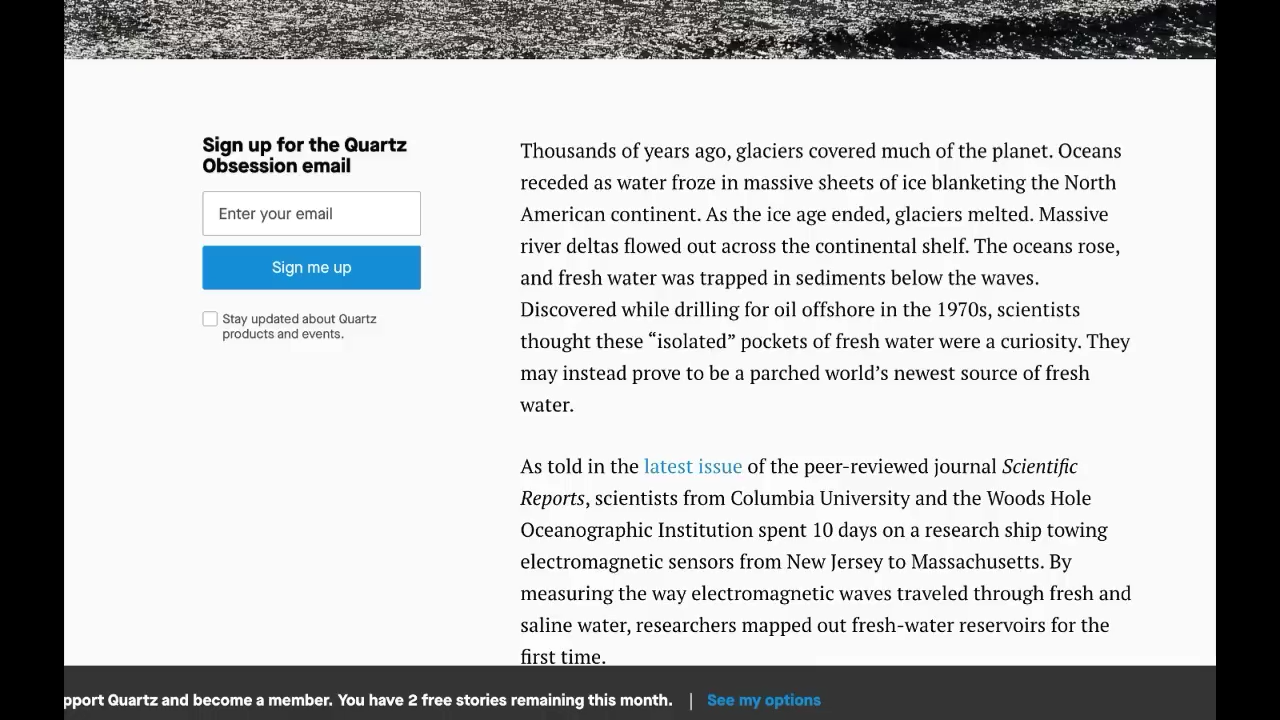 Sign up for the Quartz
Obsession email
Enter your email
Sign me up
Stay updated about Quartz
products and events.
Thousands of years ago, glaciers covered much of the planet. Oceans
receded as water froze in massive sheets of ice blanketing the North
American continent. As the ice age ended, glaciers melted. Massive
river deltas flowed out across the continental shelf. The oceans rose,
and fresh water was trapped in sediments below the waves.
Discovered while drilling for oil offshore in the 1970s, scientists
thought these “isolated” pockets of fresh water were a curiosity. They
may instead prove to be a parched world’s newest source of fresh
water.
As told in the latest issue of the peer-reviewed journal Scientific
Reports, scientists from Columbia University and the Woods Hole
Oceanographic Institution spent 10 days on a research ship towing
electromagnetic sensors from New Jersey to Massachusetts. By
measuring the way electromagnetic waves traveled through fresh and
saline water, researchers mapped out fresh-water reservoirs for the
first time.
pport Quartz and become a member. You have 2 free stories remaining this month. | See my options